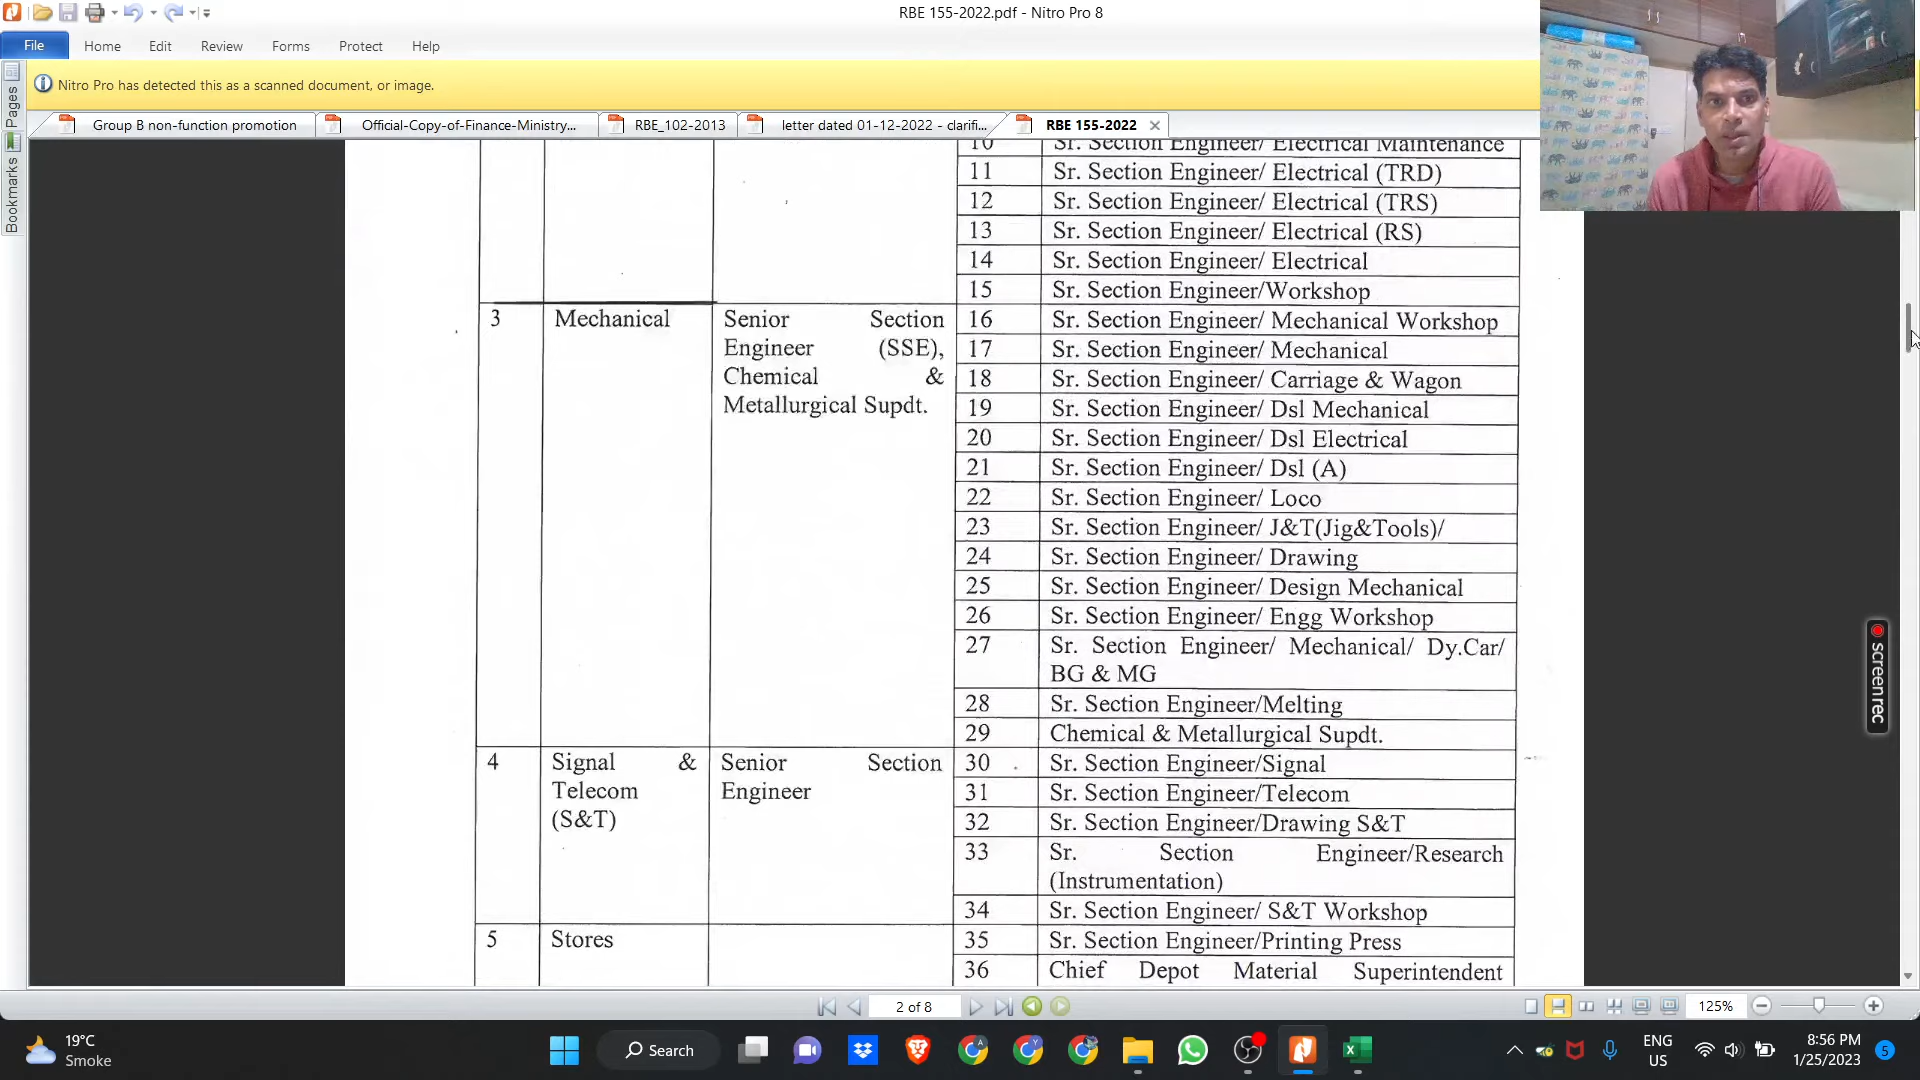 RBE 155-2022.pdf - Nitro Pro 8
File Home Edit Review Forms Protect Help
Nitro Pro has detected this as a scanned document, or image.
Group B non-function promotion Official-Copy-of-Finance-Ministry... RBE_102-2013 letter dated 01-12-2022 - clarifi... RBE 155-2022
Pages
Bookmarks
10 Sr. Section Engineer/ Electrical Maintenance
11 Sr. Section Engineer/ Electrical (TRD)
12 Sr. Section Engineer/ Electrical (TRS)
13 Sr. Section Engineer/ Electrical (RS)
14 Sr. Section Engineer/ Electrical
15 Sr. Section Engineer/Workshop
3 Mechanical Senior Section 16 Sr. Section Engineer/ Mechanical Workshop
Engineer (SSE), 17 Sr. Section Engineer/ Mechanical
Chemical & 18 Sr. Section Engineer/ Carriage & Wagon
Metallurgical Supdt. 19 Sr. Section Engineer/ Dsl Mechanical
20 Sr. Section Engineer/ Dsl Electrical
21 Sr. Section Engineer/ Dsl (A)
22 Sr. Section Engineer/ Loco
23 Sr. Section Engineer/ J&T(Jig&Tools)/
24 Sr. Section Engineer/ Drawing
25 Sr. Section Engineer/ Design Mechanical
26 Sr. Section Engineer/ Engg Workshop
27 Sr. Section Engineer/ Mechanical/ Dy.Car/
BG & MG
28 Sr. Section Engineer/Melting
29 Chemical & Metallurgical Supdt.
4 Signal & Senior Section 30 Sr. Section Engineer/Signal
Telecom Engineer 31 Sr. Section Engineer/Telecom
(S&T) 32 Sr. Section Engineer/Drawing S&T
33 Sr. Section Engineer/Research
(Instrumentation)
34 Sr. Section Engineer/ S&T Workshop
5 Stores 35 Sr. Section Engineer/Printing Press
36 Chief Depot Material Superintendent
screenrec
2 of 8 125%
19°C
Smoke
Search
ENG
US
8:56 PM
1/25/2023
5